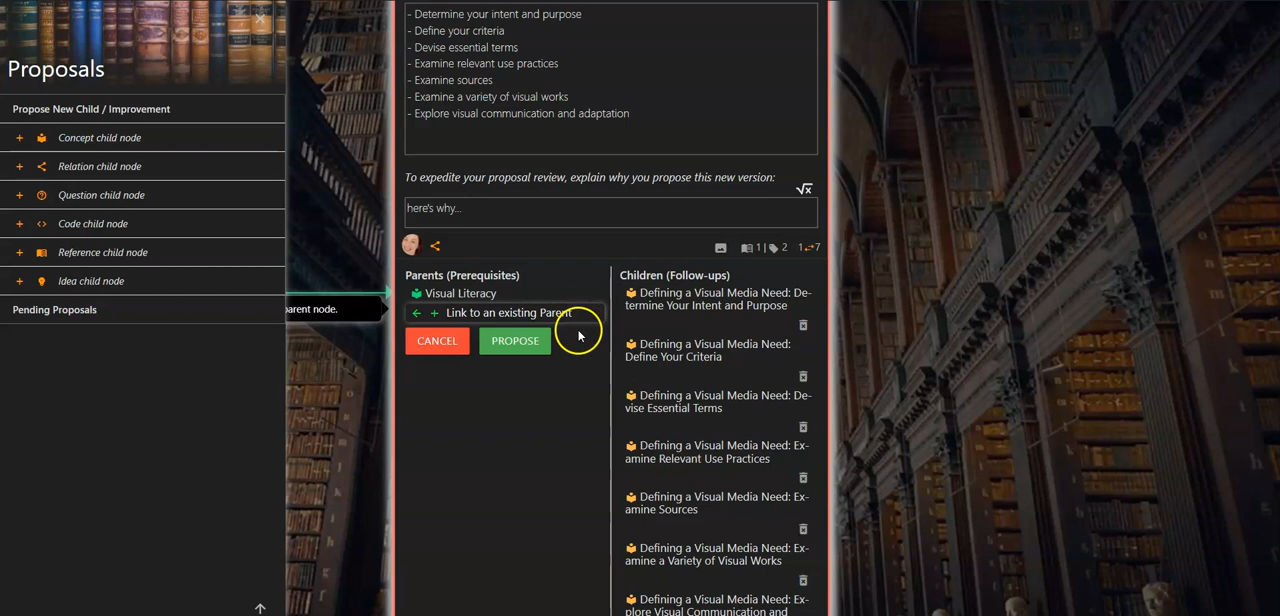 Proposals
Propose New Child / Improvement
+ Concept child node
+ Relation child node
+ Question child node
+ Code child node
+ Reference child node
+ Idea child node
Pending Proposals
parent node.
- Determine your intent and purpose
- Define your criteria
- Devise essential terms
- Examine relevant use practices
- Examine sources
- Examine a variety of visual works
- Explore visual communication and adaptation
To expedite your proposal review, explain why you propose this new version:
√x
here's why...
1 | 2 1⇄7
Parents (Prerequisites)
Visual Literacy
← + Link to an existing Parent
CANCEL PROPOSE
Children (Follow-ups)
Defining a Visual Media Need: De-
termine Your Intent and Purpose
Defining a Visual Media Need:
Define Your Criteria
Defining a Visual Media Need: De-
vise Essential Terms
Defining a Visual Media Need: Ex-
amine Relevant Use Practices
Defining a Visual Media Need: Ex-
amine Sources
Defining a Visual Media Need: Ex-
amine a Variety of Visual Works
Defining a Visual Media Need: Ex-
plore Visual Communication and